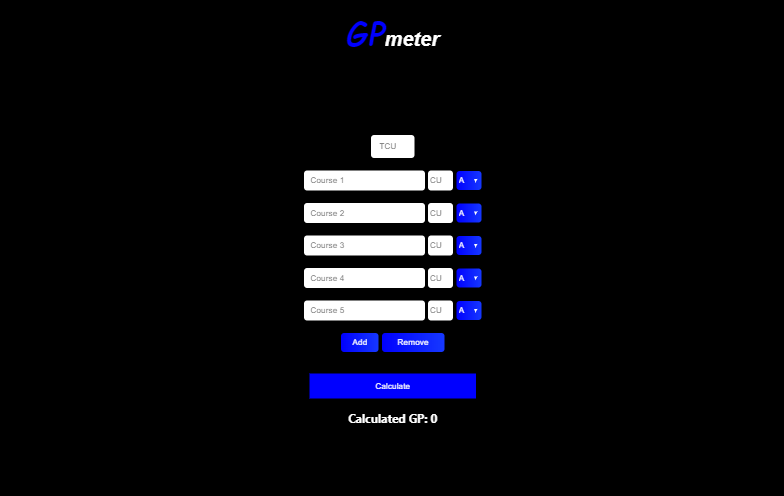 GPmeter
TCU
Course 1 CU A
Course 2 CU A
Course 3 CU A
Course 4 CU A
Course 5 CU A
Add Remove
Calculate
Calculated GP: 0